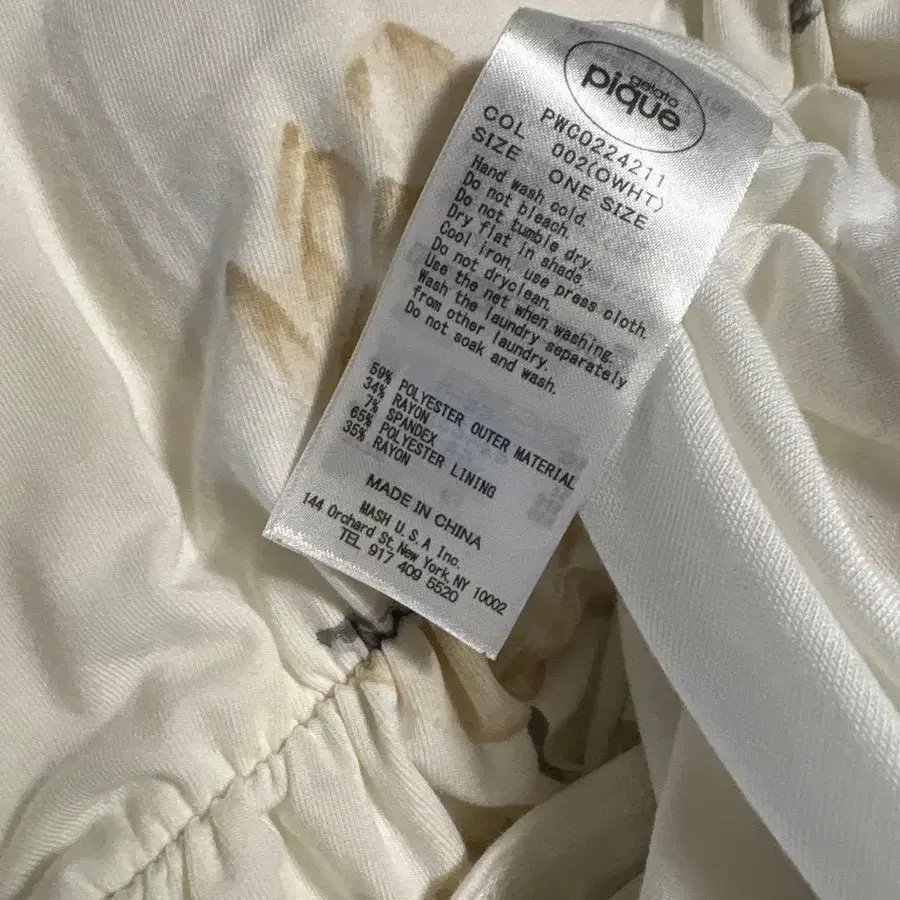 gelato
pique
PWCO224211
COL 002(OWHT)
SIZE ONE SIZE
Hand wash cold.
Do not bleach.
Do not tumble dry.
Dry flat in shade.
Cool iron, use press cloth.
Do not dryclean.
Use the net when washing.
Wash the laundry separately
from other laundry.
Do not soak and wash.
59% POLYESTER OUTER MATERIAL
34% RAYON
7% SPANDEX
65% POLYESTER LINING
35% RAYON
MADE IN CHINA
MASH U.S.A Inc.
144 Orchard St, New York, NY 10002
TEL 917 409 5520